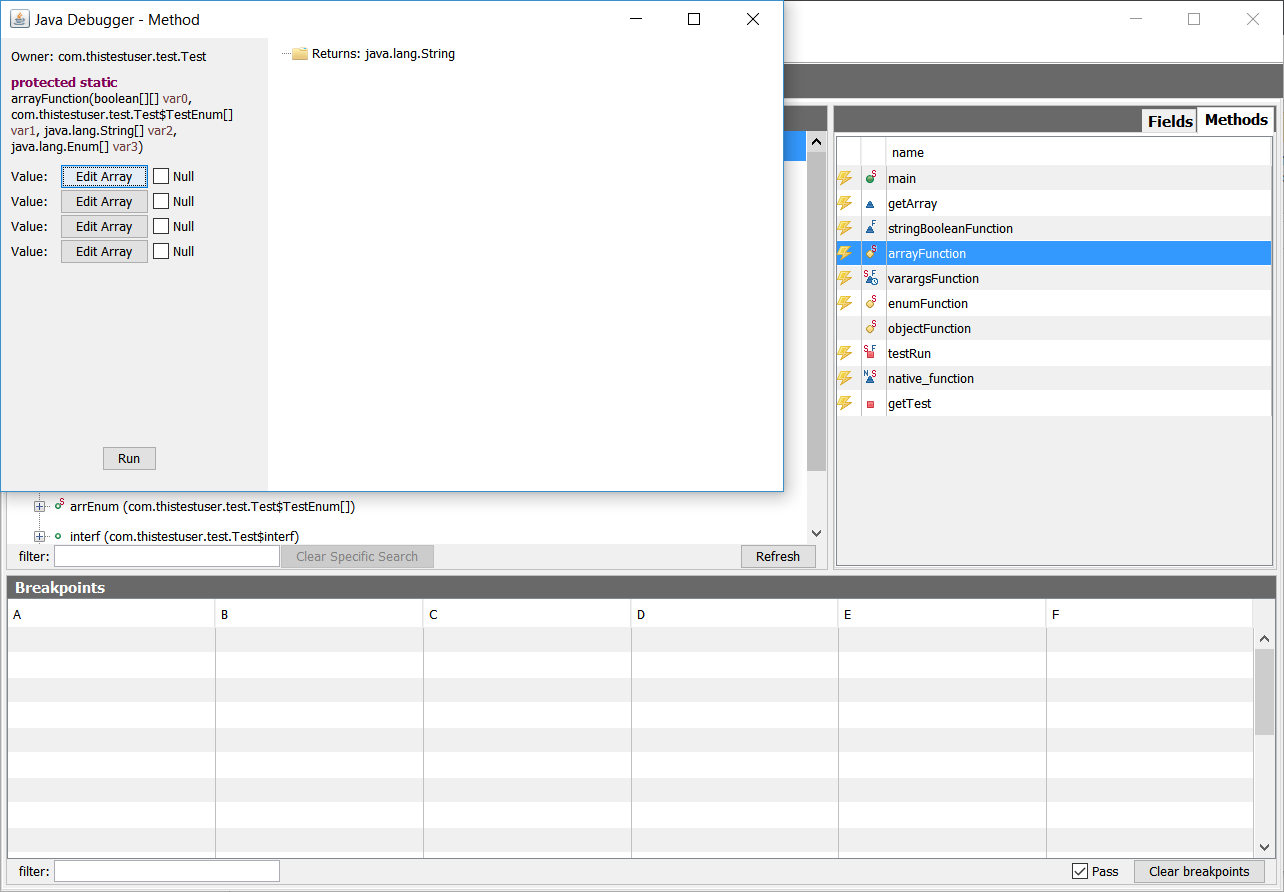 Java Debugger - Method
Owner: com.thistestuser.test.Test
protected static
arrayFunction(boolean[][] var0,
com.thistestuser.test.Test$TestEnum[]
var1, java.lang.String[] var2,
java.lang.Enum[] var3)
Value: Edit Array Null
Value: Edit Array Null
Value: Edit Array Null
Value: Edit Array Null
Run
Returns: java.lang.String
Fields Methods
name
S main
getArray
F stringBooleanFunction
S arrayFunction
S F varargsFunction
S enumFunction
S objectFunction
S F testRun
N S native_function
getTest
S arrEnum (com.thistestuser.test.Test$TestEnum[])
interf (com.thistestuser.test.Test$interf)
filter: Clear Specific Search Refresh
Breakpoints
A B C D E F
filter: Pass Clear breakpoints